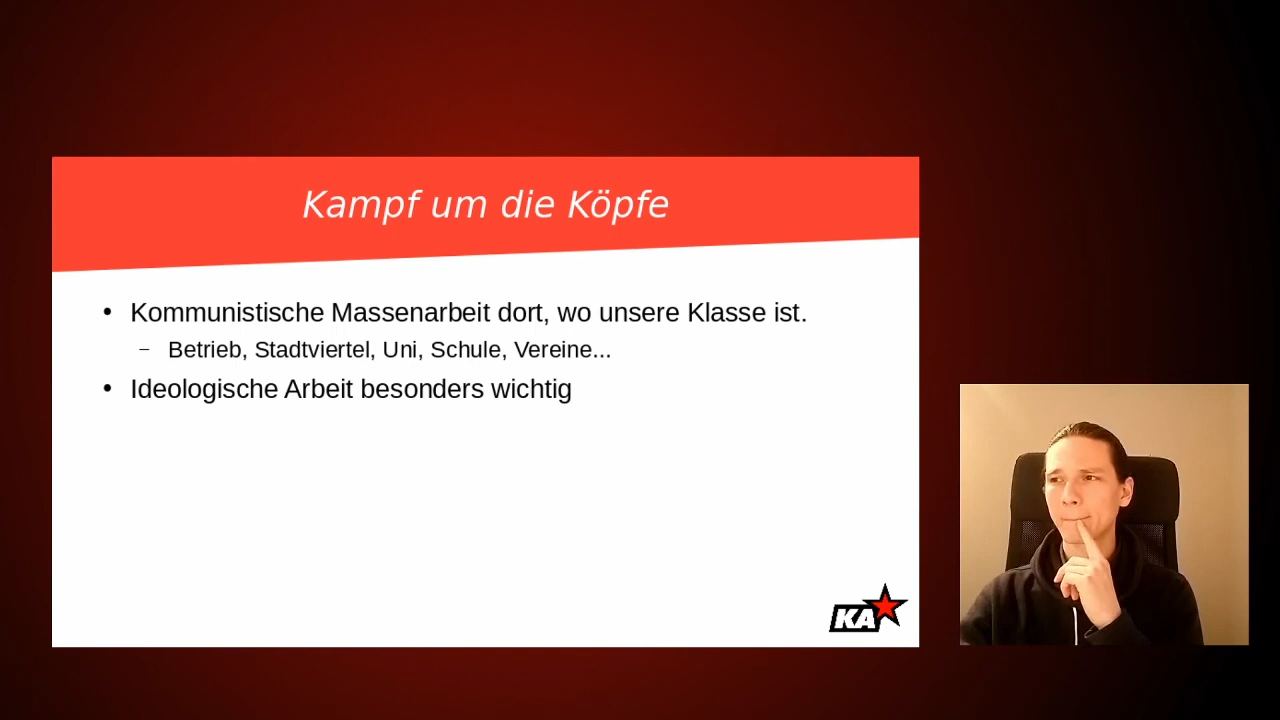 Kampf um die Köpfe
• Kommunistische Massenarbeit dort, wo unsere Klasse ist.
– Betrieb, Stadtviertel, Uni, Schule, Vereine...
• Ideologische Arbeit besonders wichtig
KA